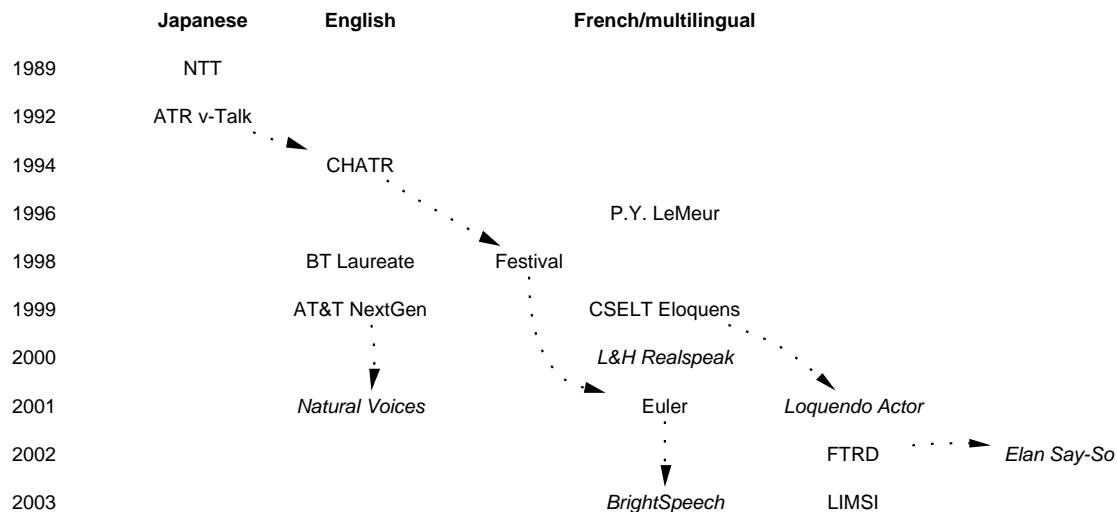 Japanese English French/multilingual
1989 NTT
1992 ATR v-Talk
1994 CHATR
1996 P.Y. LeMeur
1998 BT Laureate Festival
1999 AT&T NextGen CSELT Eloquens
2000 L&H Realspeak
2001 Natural Voices Euler Loquendo Actor
2002 FTRD Elan Say-So
2003 BrightSpeech LIMSI